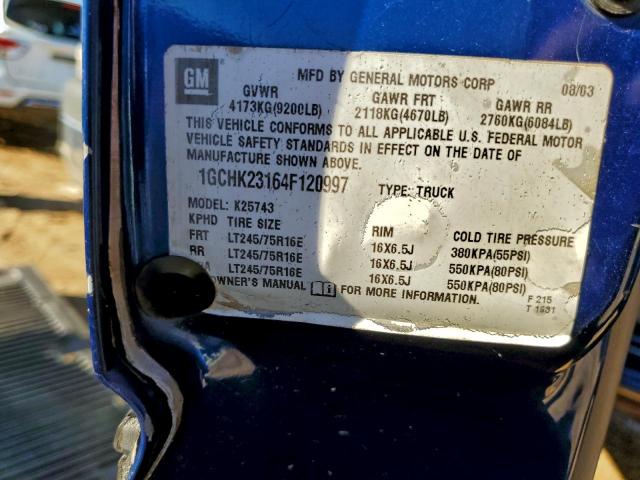 GM
MFD BY GENERAL MOTORS CORP 08/03
GVWR GAWR FRT GAWR RR
4173KG(9200LB) 2118KG(4670LB) 2760KG(6084LB)
THIS VEHICLE CONFORMS TO ALL APPLICABLE U.S. FEDERAL MOTOR
VEHICLE SAFETY STANDARDS IN EFFECT ON THE DATE OF
MANUFACTURE SHOWN ABOVE.
1GCHK23164F120997 TYPE: TRUCK
MODEL: K25743
KPHD TIRE SIZE RIM COLD TIRE PRESSURE
FRT LT245/75R16E 16X6.5J 380KPA(55PSI)
RR LT245/75R16E 16X6.5J 550KPA(80PSI)
LT245/75R16E 16X6.5J 550KPA(80PSI)
OWNER'S MANUAL FOR MORE INFORMATION.
F 215